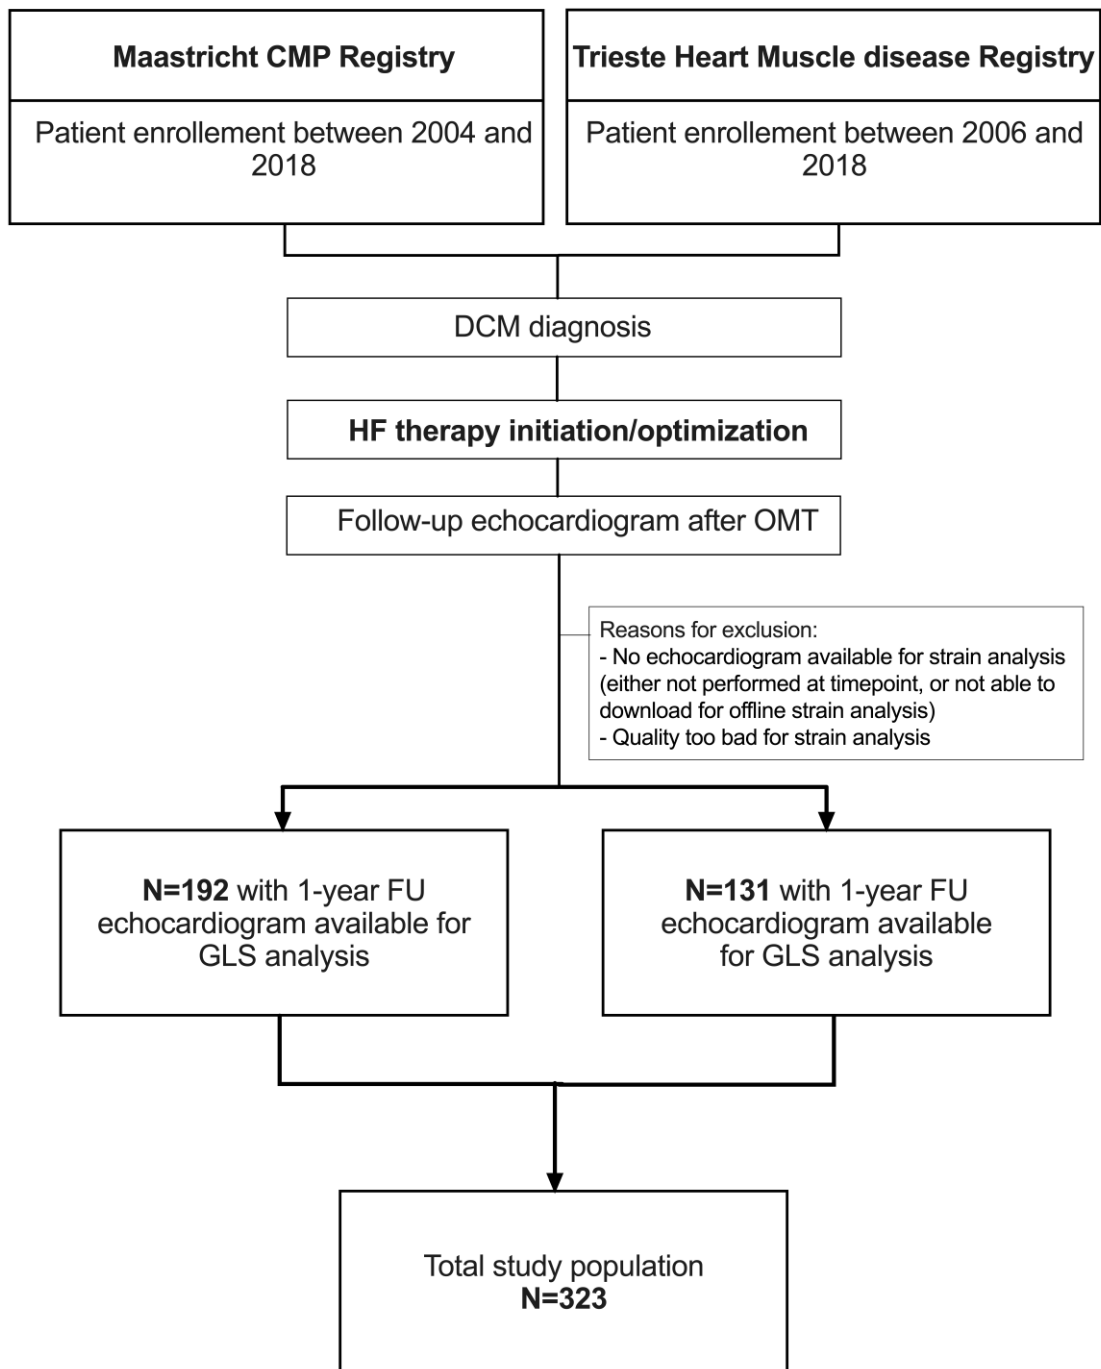 Maastricht CMP Registry
Patient enrollement between 2004 and
2018
Trieste Heart Muscle disease Registry
Patient enrollement between 2006 and
2018
DCM diagnosis
HF therapy initiation/optimization
Follow-up echocardiogram after OMT
Reasons for exclusion:
- No echocardiogram available for strain analysis
(either not performed at timepoint, or not able to
download for offline strain analysis)
- Quality too bad for strain analysis
N=192 with 1-year FU
echocardiogram available for
GLS analysis
N=131 with 1-year FU
echocardiogram available
for GLS analysis
Total study population
N=323